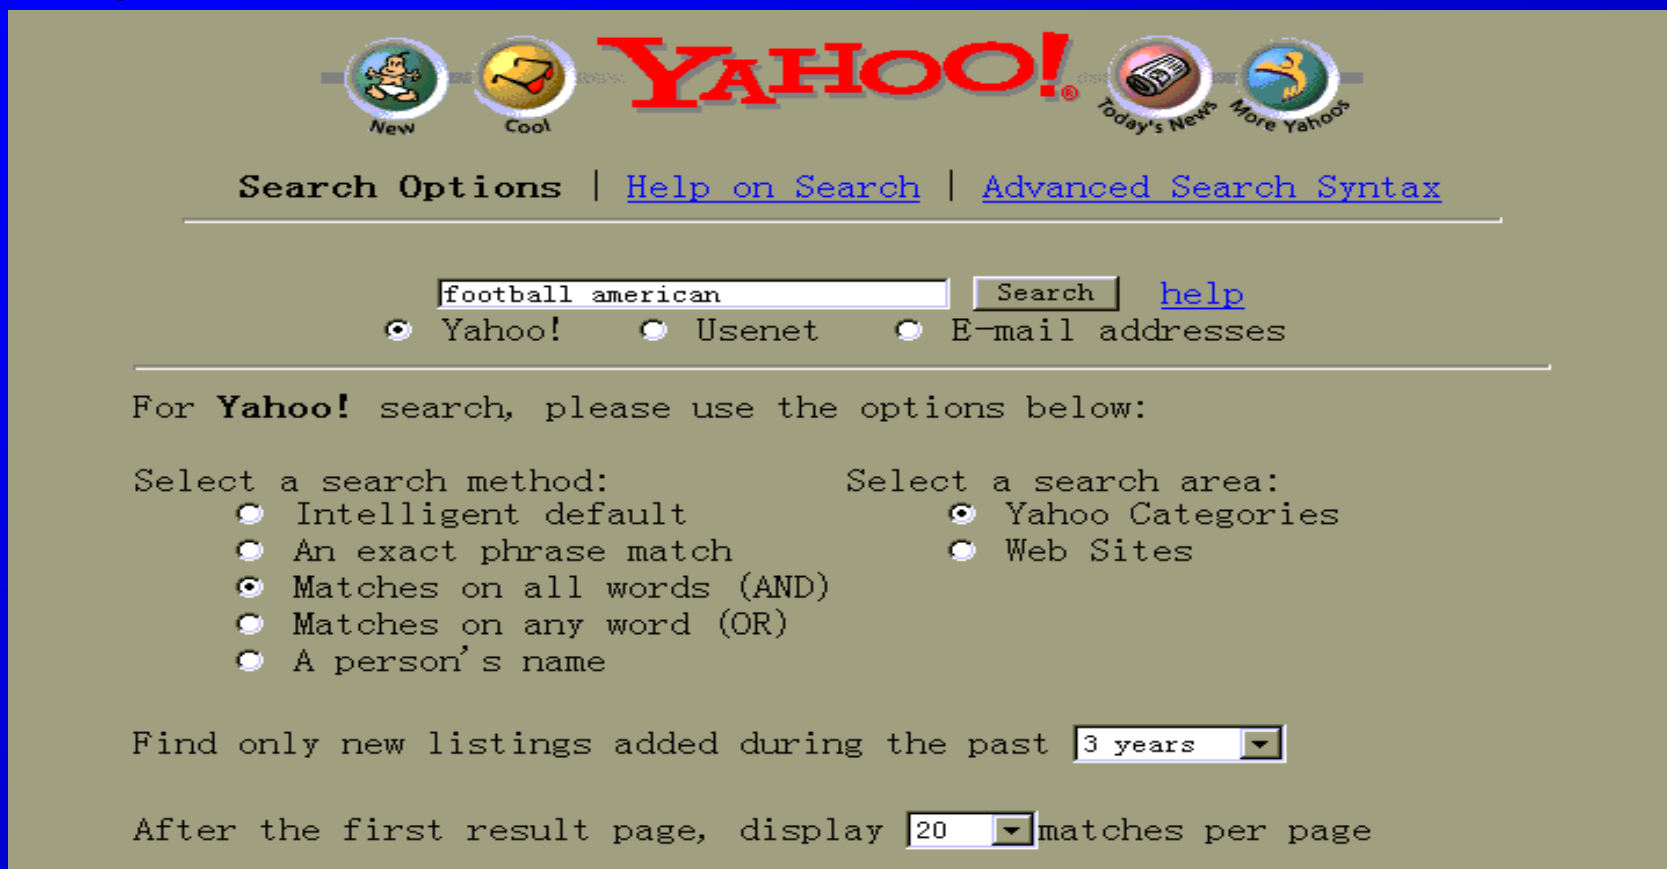 YAHOO!®
New Cool Today's News More Yahoos
Search Options | Help on Search | Advanced Search Syntax
football american Search help
Yahoo! Usenet E-mail addresses
For Yahoo! search, please use the options below:
Select a search method: Select a search area:
Intelligent default Yahoo Categories
An exact phrase match Web Sites
Matches on all words (AND)
Matches on any word (OR)
A person's name
Find only new listings added during the past 3 years
After the first result page, display 20 matches per page